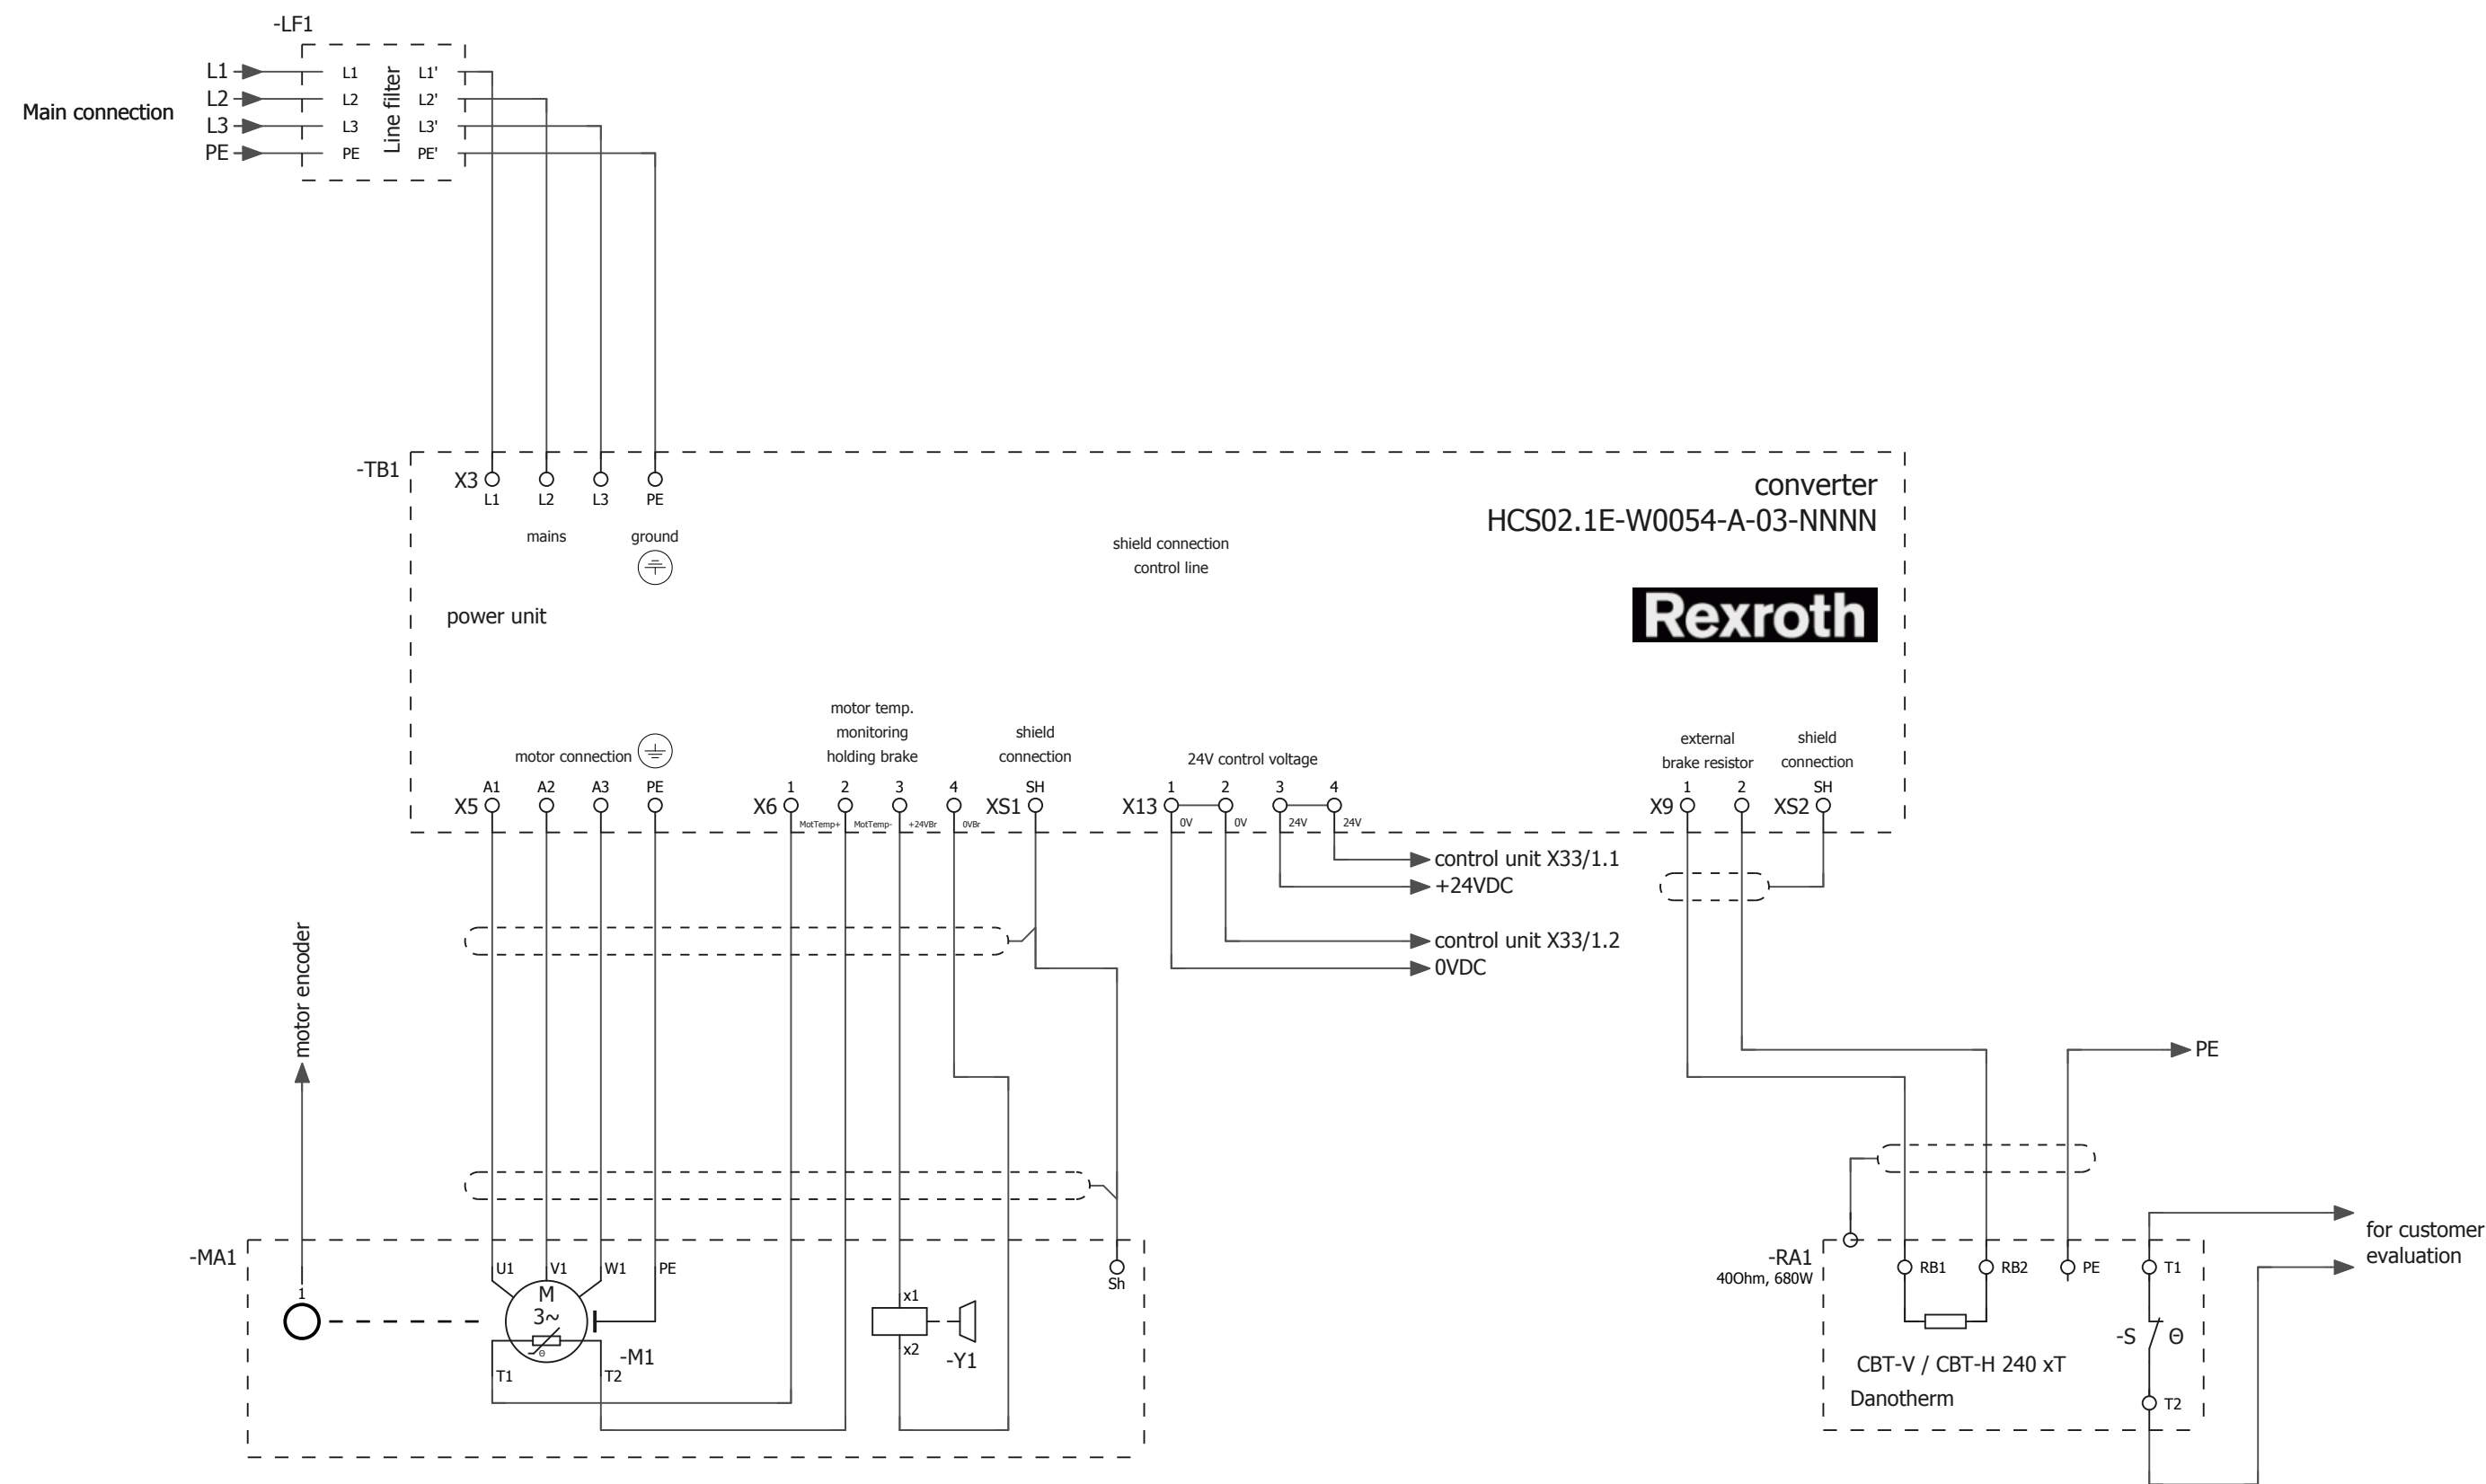 -LF1
Main connection
L1
L2
L3
PE
L1
L2
L3
PE
Line filter
L1'
L2'
L3'
PE'
-TB1
X3
L1
L2
L3
PE
mains
ground
power unit
shield connection
control line
converter
HCS02.1E-W0054-A-03-NNNN
Rexroth
motor connection
X5
A1
A2
A3
PE
motor temp.
monitoring
holding brake
X6
1
2
3
4
MotTemp+
MotTemp-
+24VBr
0VBr
shield
connection
XS1
SH
24V control voltage
X13
1
2
3
4
0V
0V
24V
24V
external
brake resistor
X9
1
2
shield
connection
XS2
SH
control unit X33/1.1
+24VDC
control unit X33/1.2
0VDC
motor encoder
PE
-MA1
1
U1
V1
W1
PE
M
3~
Θ
-M1
T1
T2
x1
x2
-Y1
Sh
-RA1
40Ohm, 680W
RB1
RB2
PE
T1
-S
Θ
T2
CBT-V / CBT-H 240 xT
Danotherm
for customer
evaluation